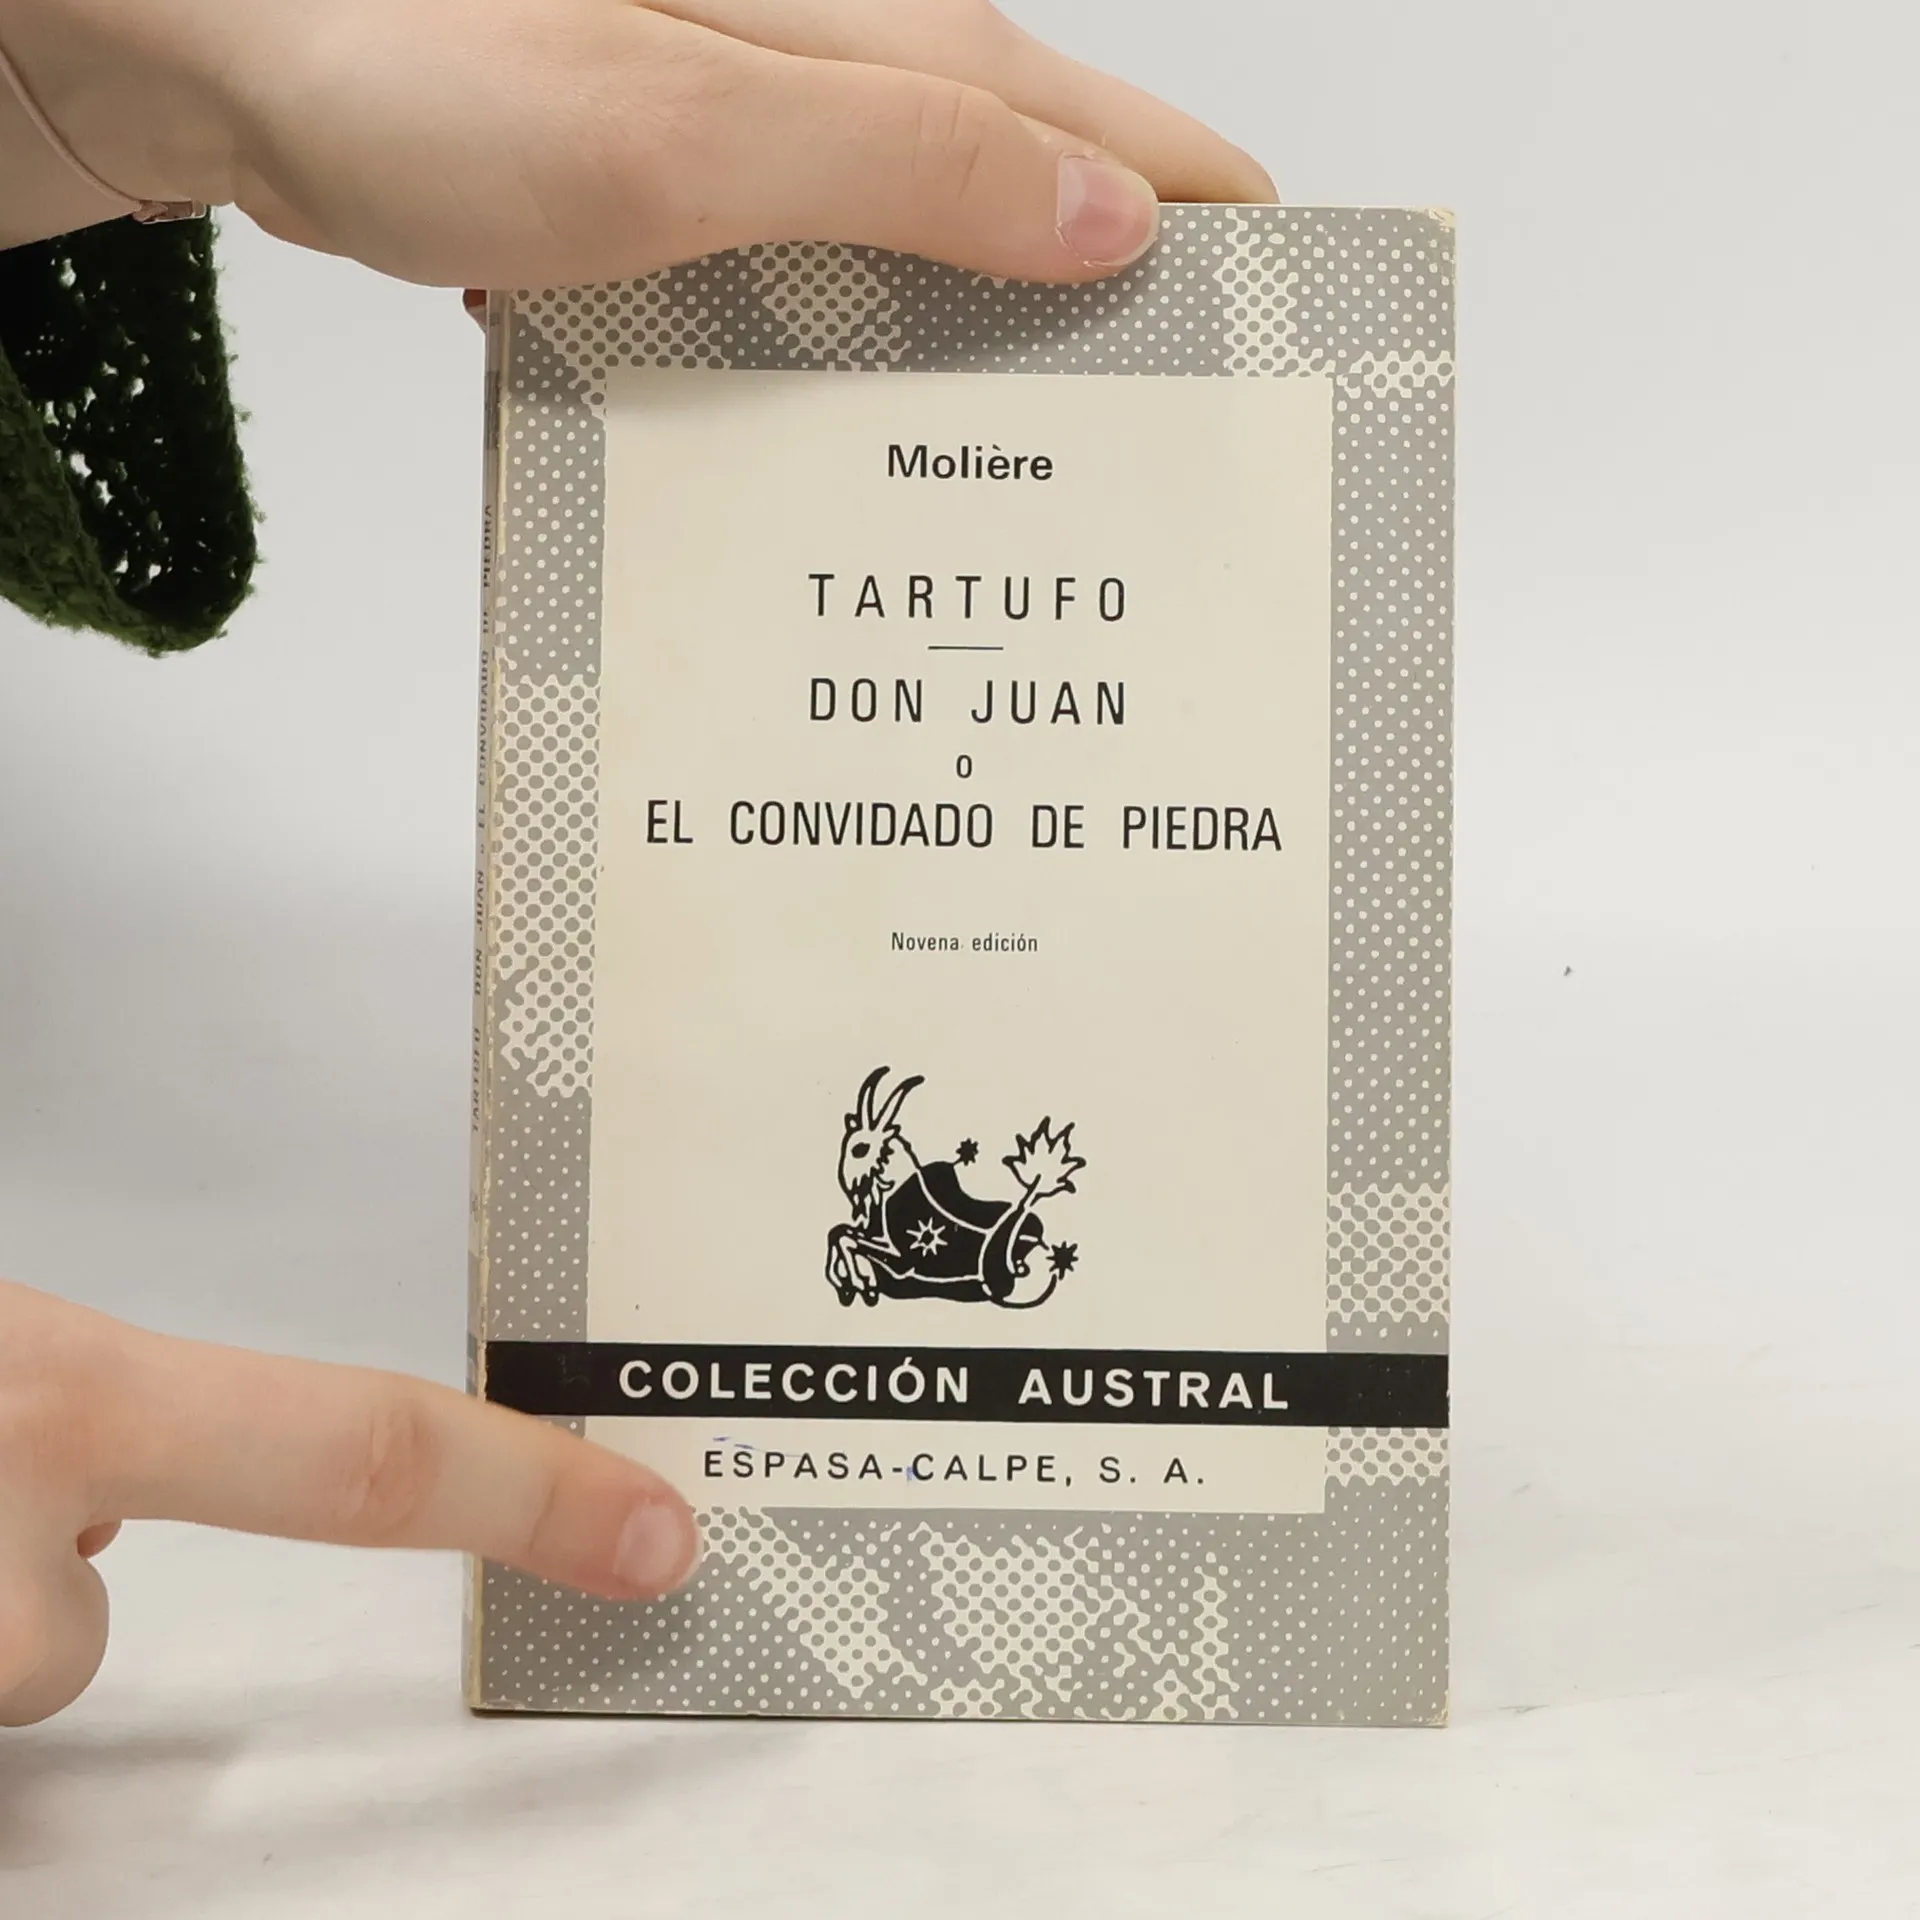 Molière
TARTUFO
DON JUAN
o
EL CONVIDADO DE PIEDRA
Novena edición
COLECCIÓN AUSTRAL
ESPASA-CALPE, S. A.
TARTUFO DON JUAN o EL CONVIDADO DE PIEDRA